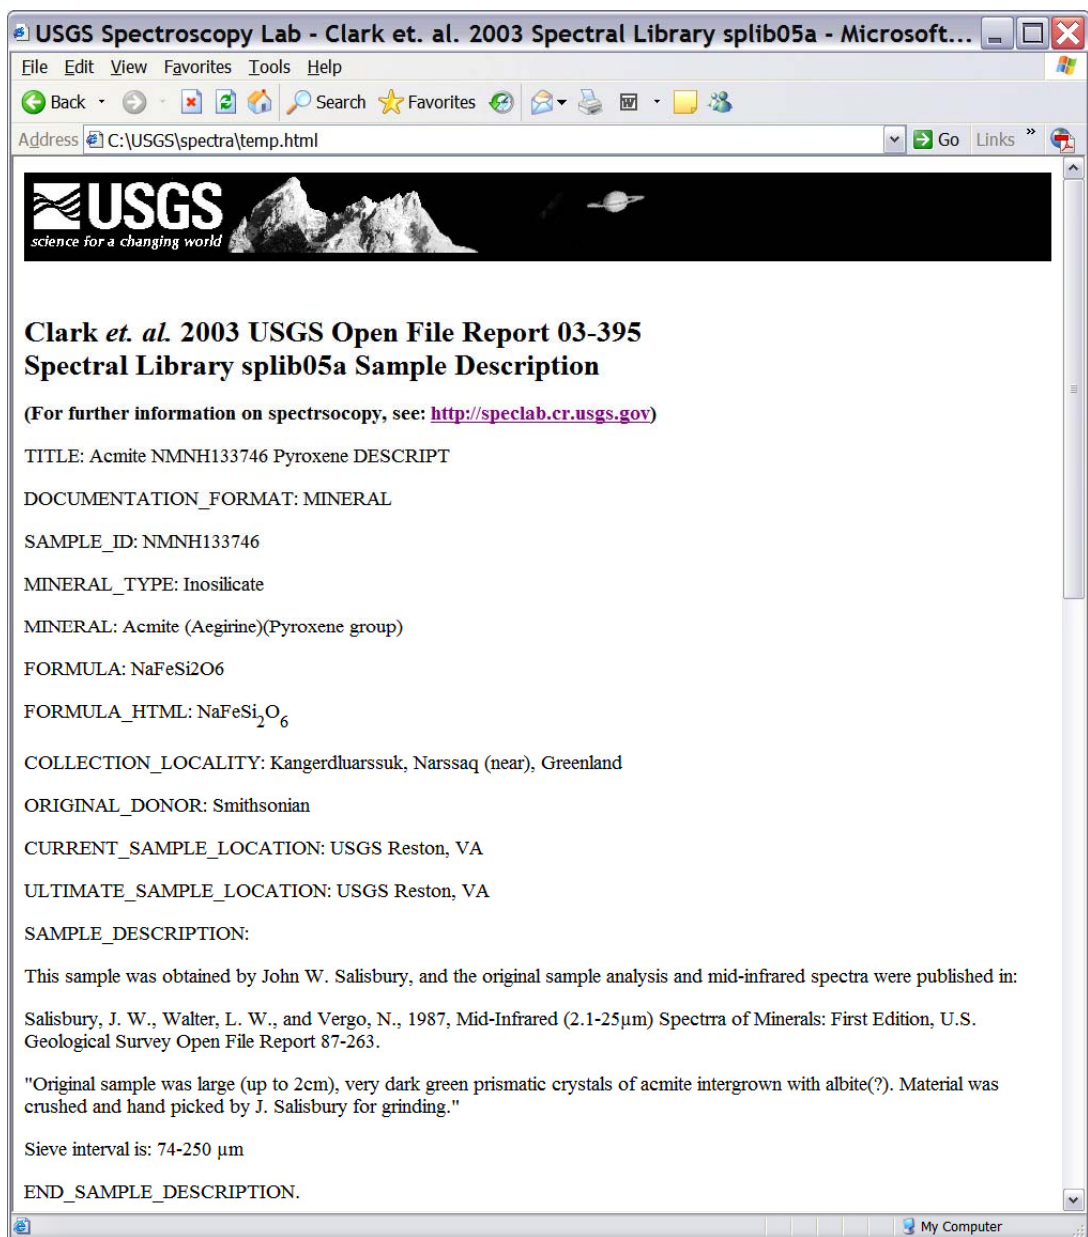 USGS Spectroscopy Lab - Clark et. al. 2003 Spectral Library splib05a - Microsoft...
File Edit View Favorites Tools Help
Back Search Favorites
Address C:\USGS\spectra\temp.html Go Links »
USGS
science for a changing world
Clark et. al. 2003 USGS Open File Report 03-395
Spectral Library splib05a Sample Description
(For further information on spectrsocopy, see: http://speclab.cr.usgs.gov)
TITLE: Acmite NMNH133746 Pyroxene DESCRIPT
DOCUMENTATION_FORMAT: MINERAL
SAMPLE_ID: NMNH133746
MINERAL_TYPE: Inosilicate
MINERAL: Acmite (Aegirine)(Pyroxene group)
FORMULA: NaFeSi2O6
FORMULA_HTML: NaFeSi2O6
COLLECTION_LOCALITY: Kangerdluarssuk, Narssaq (near), Greenland
ORIGINAL_DONOR: Smithsonian
CURRENT_SAMPLE_LOCATION: USGS Reston, VA
ULTIMATE_SAMPLE_LOCATION: USGS Reston, VA
SAMPLE_DESCRIPTION:
This sample was obtained by John W. Salisbury, and the original sample analysis and mid-infrared spectra were published in:
Salisbury, J. W., Walter, L. W., and Vergo, N., 1987, Mid-Infrared (2.1-25µm) Spectrra of Minerals: First Edition, U.S.
Geological Survey Open File Report 87-263.
"Original sample was large (up to 2cm), very dark green prismatic crystals of acmite intergrown with albite(?). Material was
crushed and hand picked by J. Salisbury for grinding."
Sieve interval is: 74-250 µm
END_SAMPLE_DESCRIPTION.
My Computer